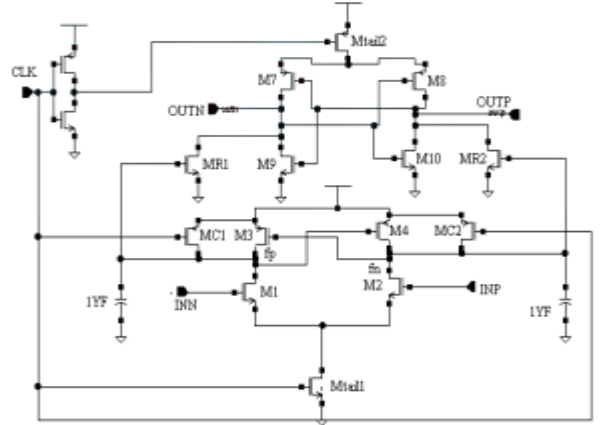 Mtail2
CLK
M7
M8
OUTN
OUTP
MR1
M9
M10
MR2
MC1
M3
M4
MC2
fp
fn
M1
M2
INN
INP
1YF
1YF
Mtail1